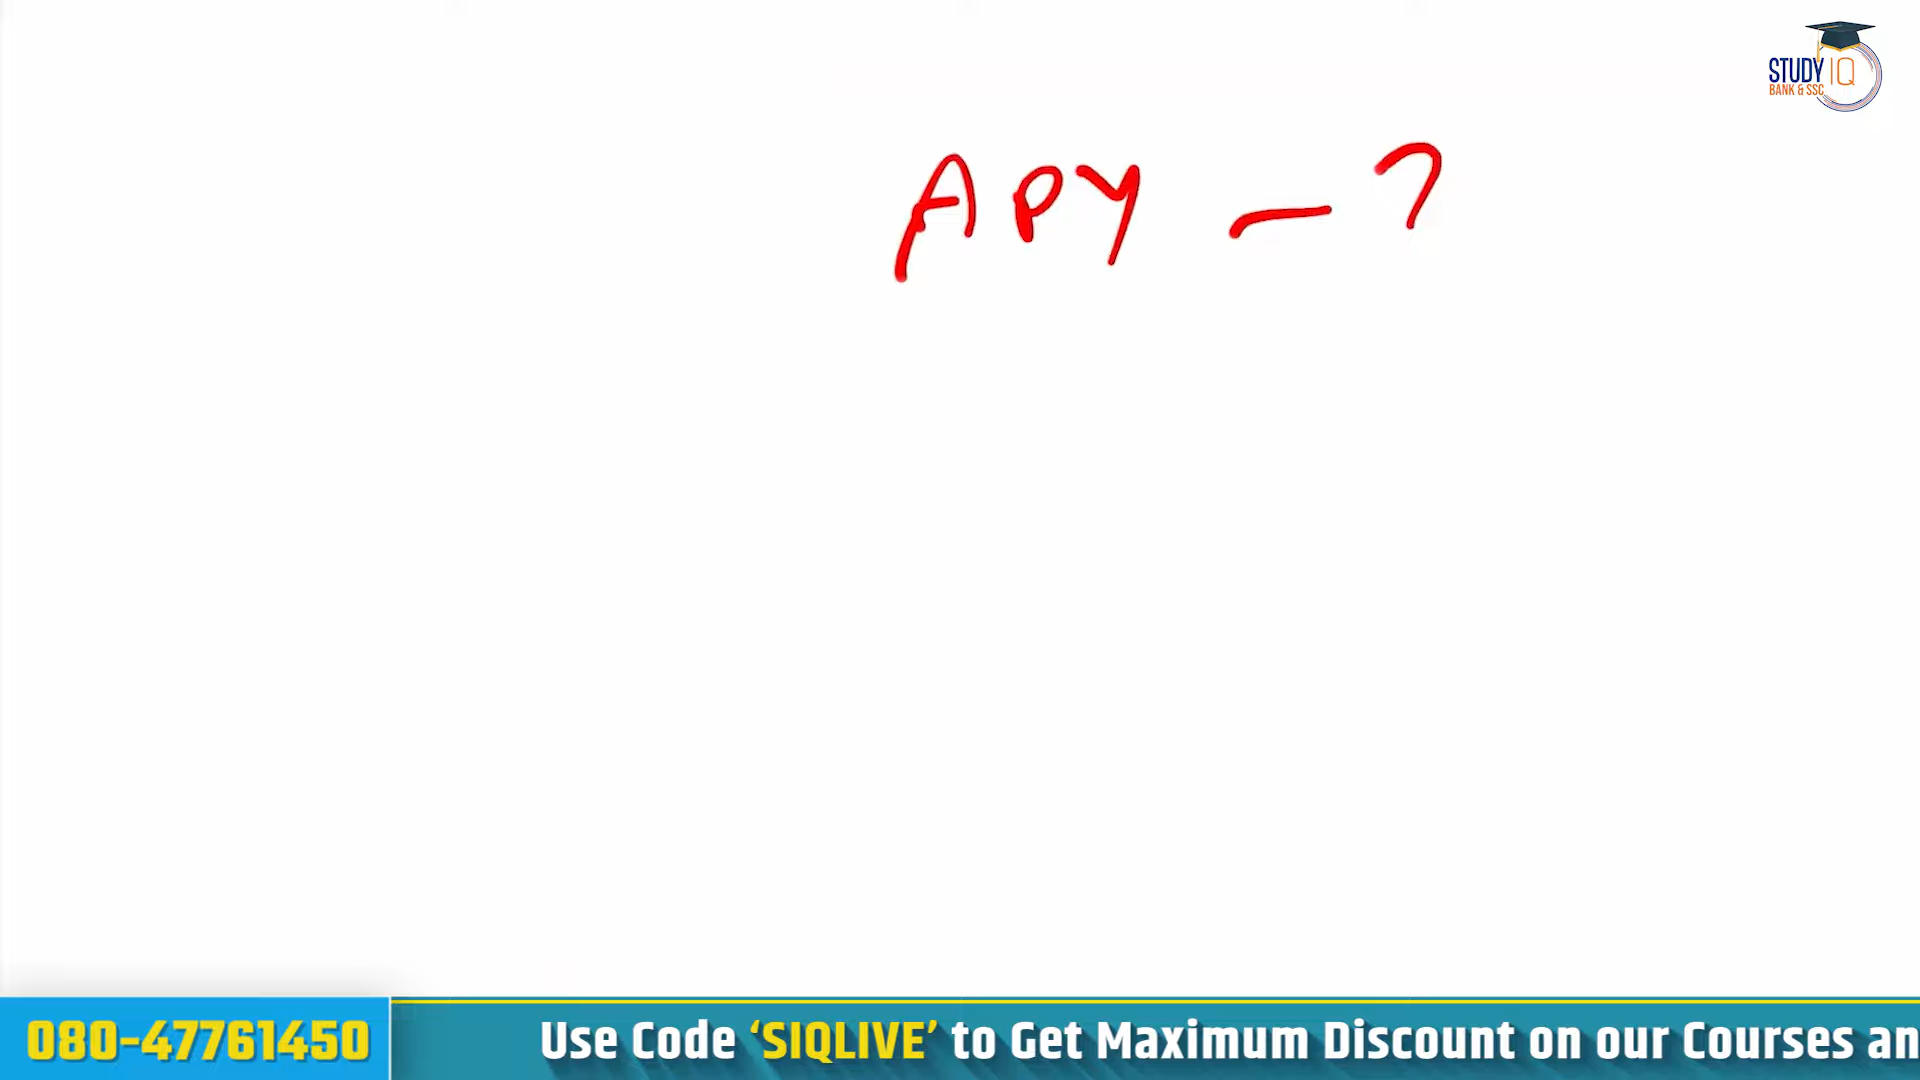 STUDY IQ
BANK & SSC
APY - ?
080-47761450
Use Code ‘SIQLIVE’ to Get Maximum Discount on our Courses an